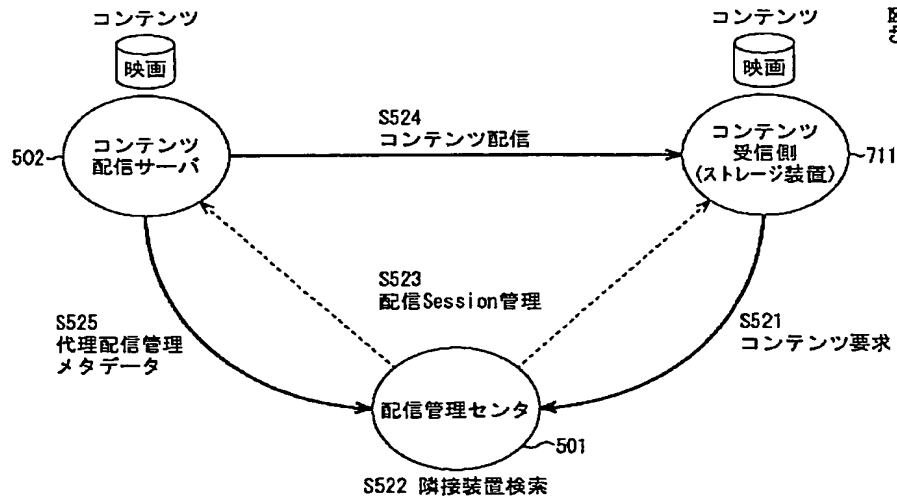 コンテンツ
映画
コンテンツ
配信サーバ
502
S524
コンテンツ配信
コンテンツ
映画
コンテンツ
受信側
(ストレージ装置)
711
S523
配信Session管理
S525
代理配信管理
メタデータ
S521
コンテンツ要求
配信管理センタ
501
S522 隣接装置検索